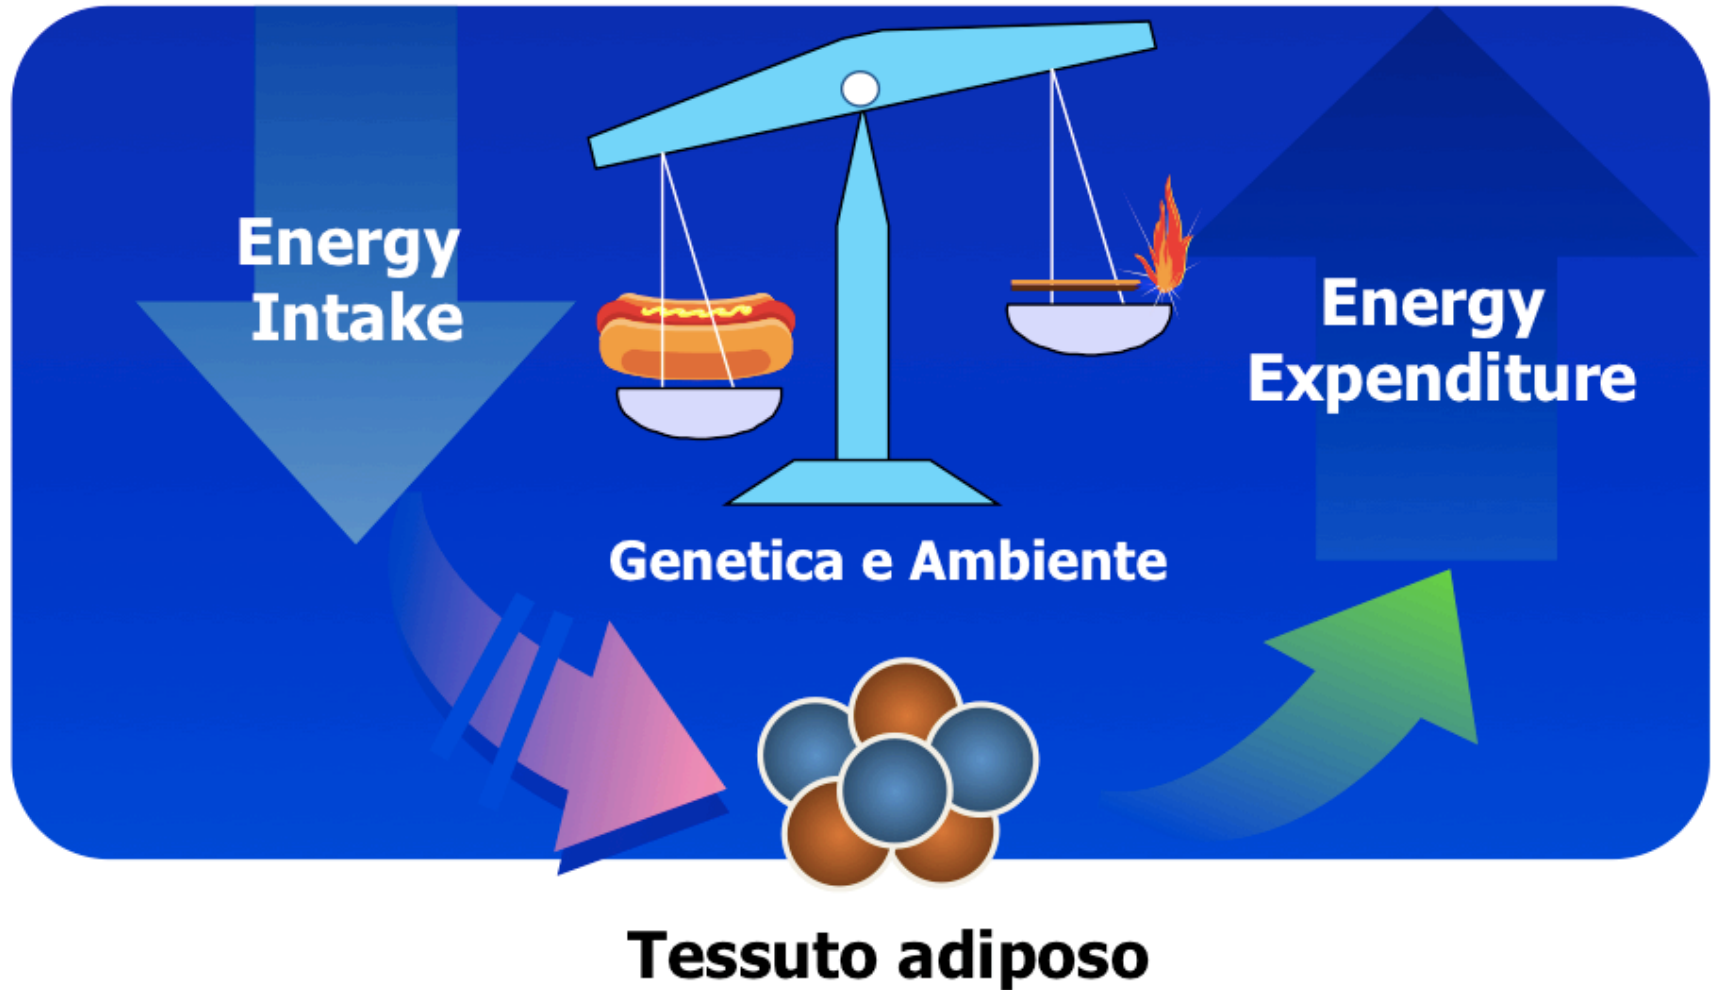 Energy
Intake
Energy
Expenditure
Genetica e Ambiente
Tessuto adiposo